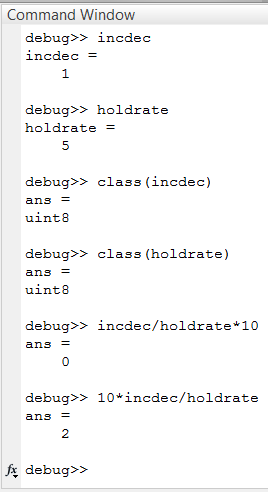 Command Window
debug>> incdec
incdec =
1
debug>> holdrate
holdrate =
5
debug>> class(incdec)
ans =
uint8
debug>> class(holdrate)
ans =
uint8
debug>> incdec/holdrate*10
ans =
0
debug>> 10*incdec/holdrate
ans =
2
fx debug>>